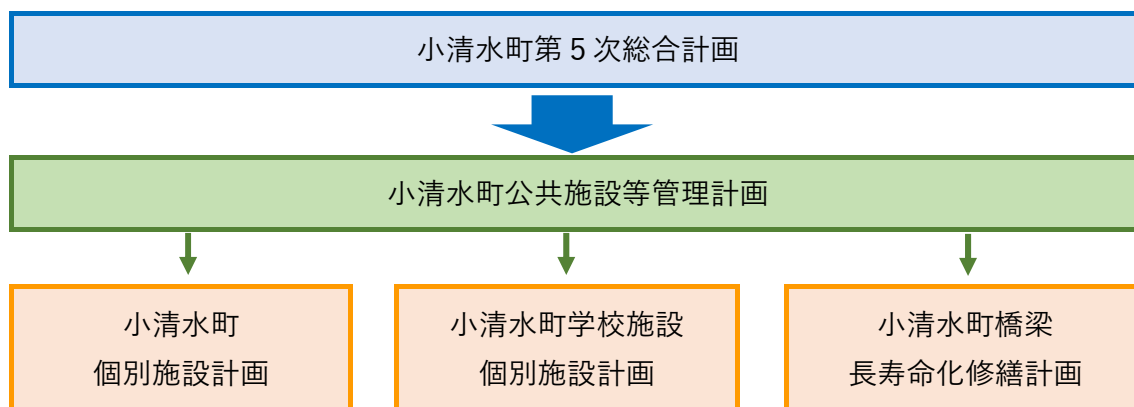 小清水町第5次総合計画
小清水町公共施設等管理計画
小清水町
個別施設計画
小清水町学校施設
個別施設計画
小清水町橋梁
長寿命化修繕計画